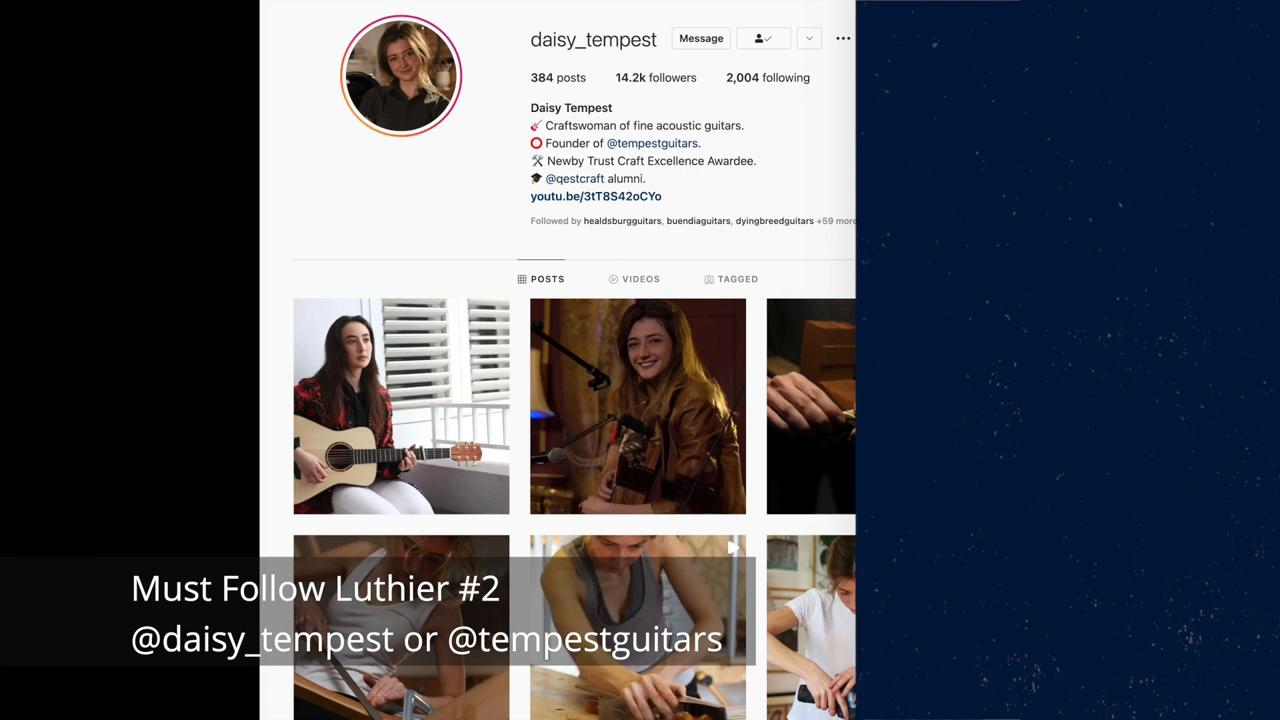 daisy_tempest Message
384 posts 14.2k followers 2,004 following
Daisy Tempest
🎸 Craftswoman of fine acoustic guitars.
⭕ Founder of @tempestguitars.
🛠 Newby Trust Craft Excellence Awardee.
🎓 @qestcraft alumni.
youtu.be/3tT8S42oCYo
Followed by healdsburgguitars, buendiaguitars, dyingbreedguitars +59 more
POSTS VIDEOS TAGGED
Must Follow Luthier #2
@daisy_tempest or @tempestguitars